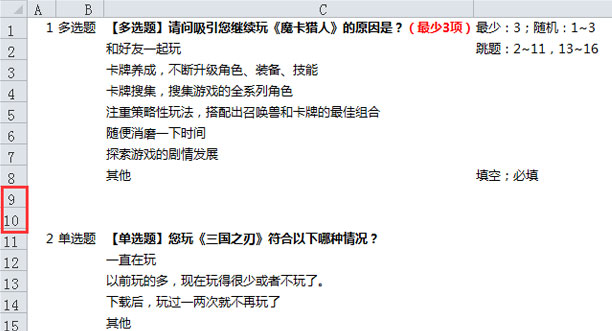 A B C
1 1 多选题 【多选题】请问吸引您继续玩《魔卡猎人》的原因是？（最少3项） 最少：3；随机：1~3
2 和好友一起玩 跳题：2~11，13~16
3 卡牌养成，不断升级角色、装备、技能
4 卡牌搜集，搜集游戏的全系列角色
5 注重策略性玩法，搭配出召唤兽和卡牌的最佳组合
6 随便消磨一下时间
7 探索游戏的剧情发展
8 其他 填空；必填
9
10
11 2 单选题 【单选题】您玩《三国之刃》符合以下哪种情况？
12 一直在玩
13 以前玩的多，现在玩得很少或者不玩了。
14 下载后，玩过一两次就不再玩了
15 其他